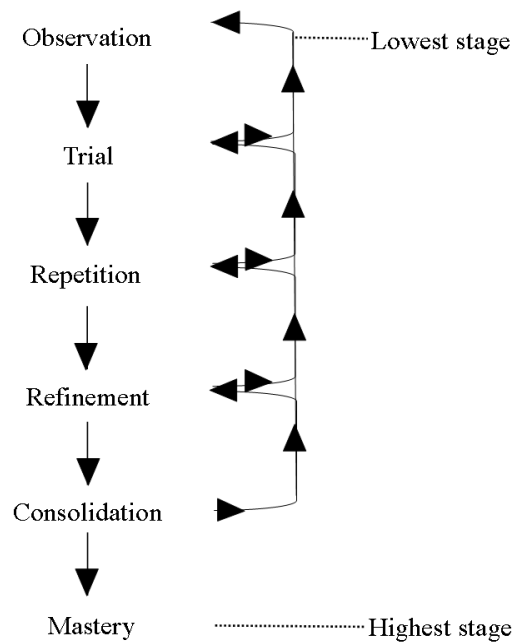 Observation
Lowest stage
Trial
Repetition
Refinement
Consolidation
Mastery
Highest stage